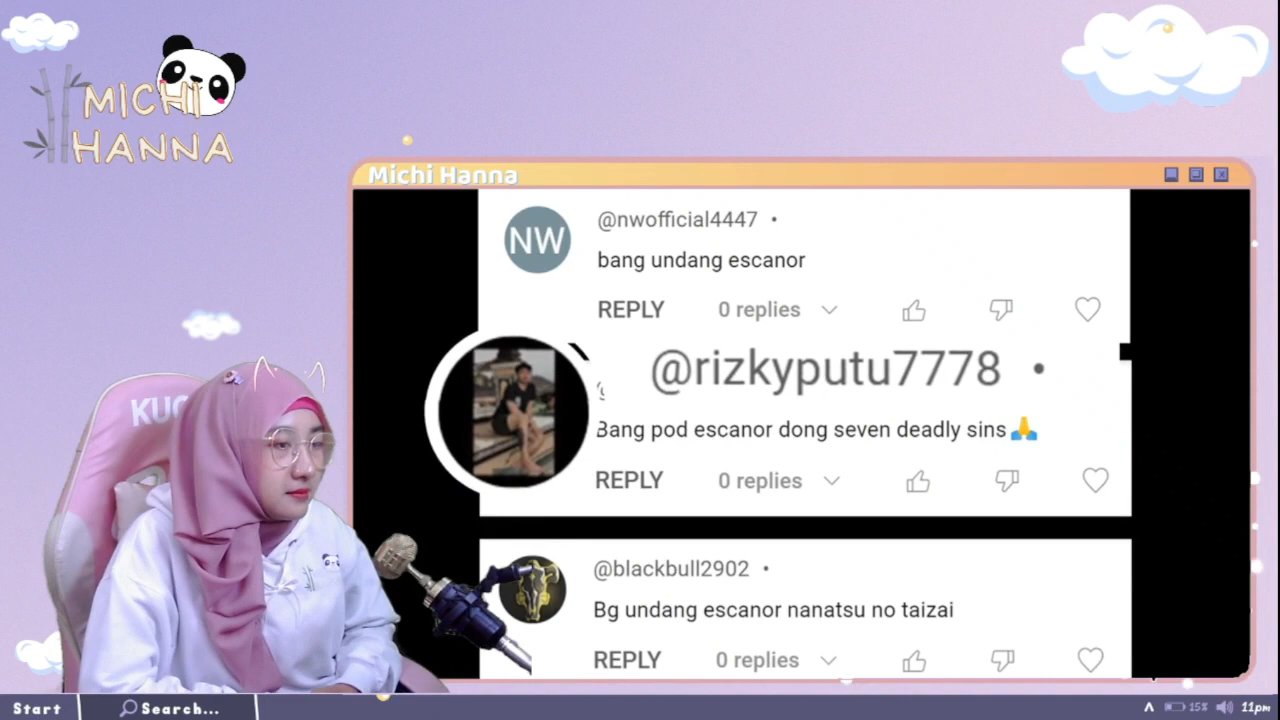 MICHI
HANNA
Michi Hanna
NW
@nwofficial4447 •
bang undang escanor
REPLY 0 replies
@rizkyputu7778 •
Bang pod escanor dong seven deadly sins🙏
REPLY 0 replies
@blackbull2902 •
Bg undang escanor nanatsu no taizai
REPLY 0 replies
Start Search... 15% 11pm